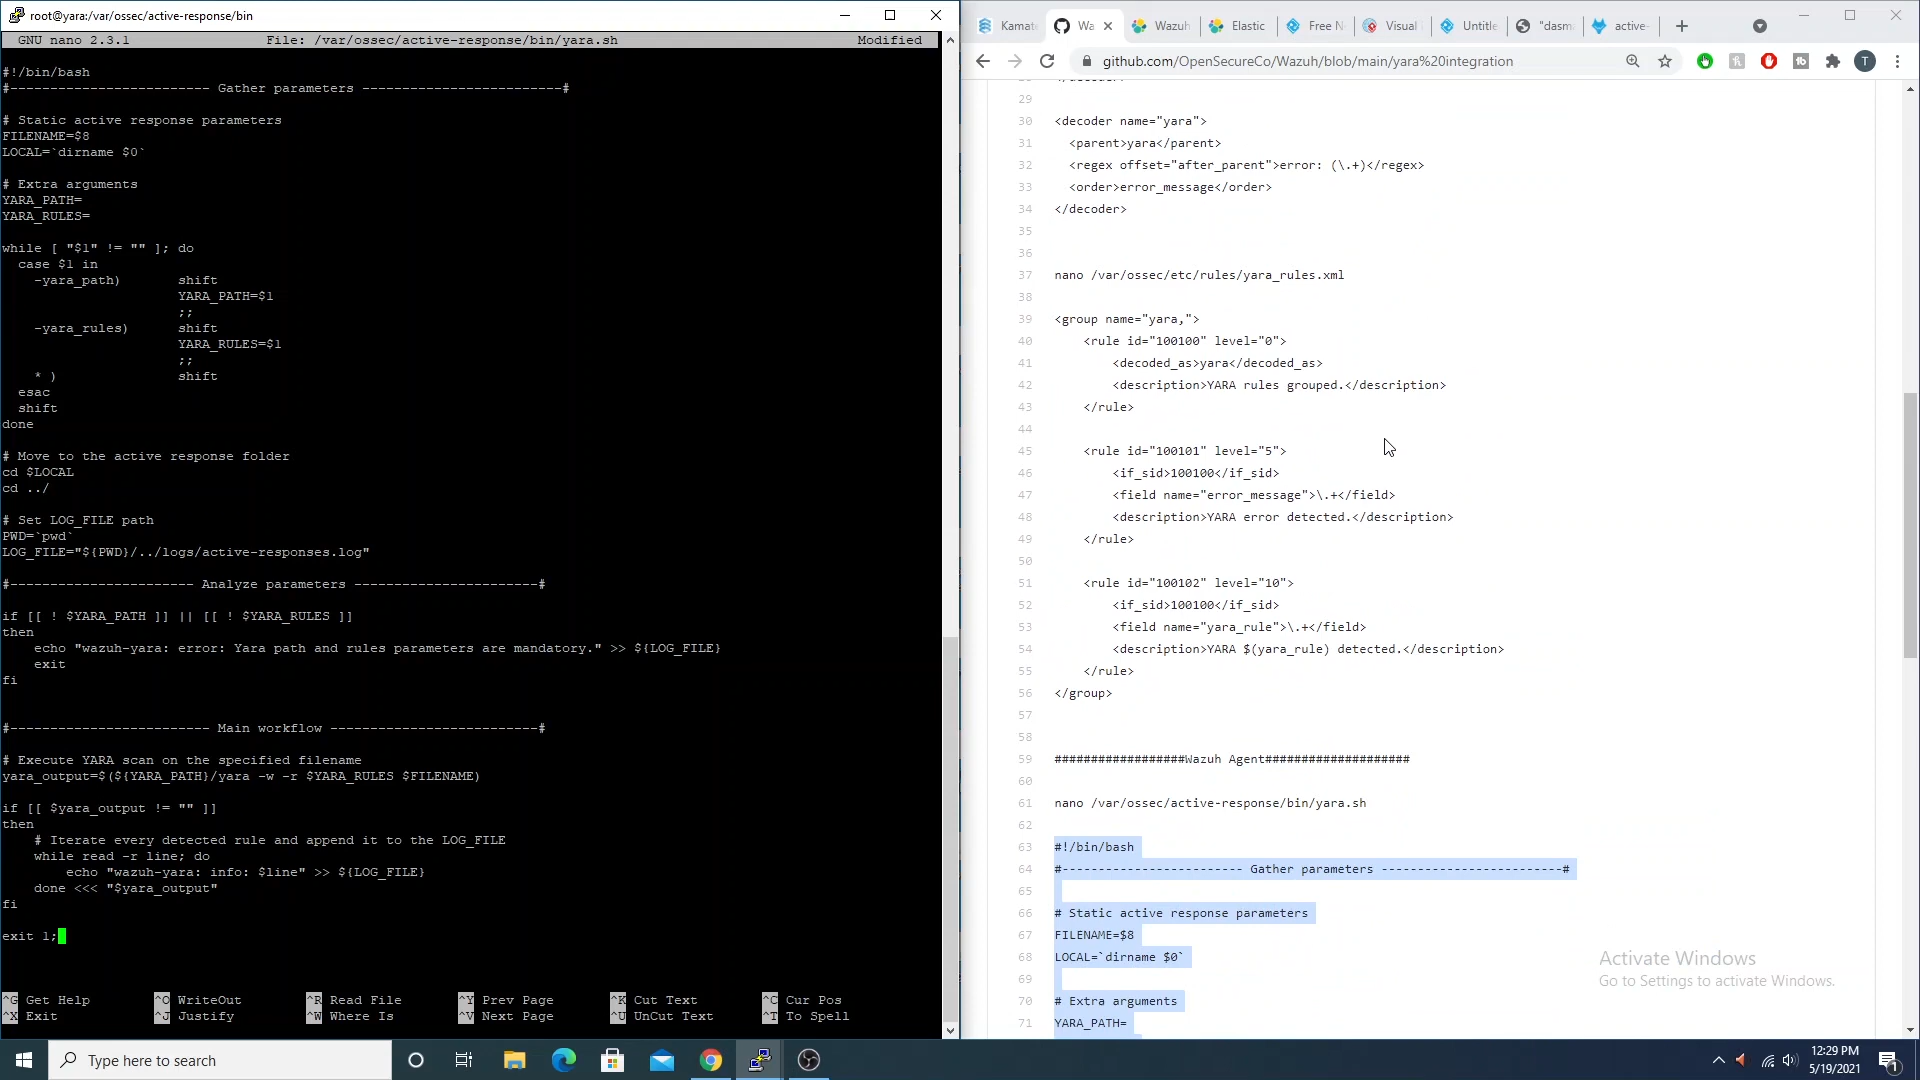 root@yara:/var/ossec/active-response/bin
GNU nano 2.3.1 File: /var/ossec/active-response/bin/yara.sh Modified
#!/bin/bash
#------------------------- Gather parameters -------------------------#
# Static active response parameters
FILENAME=$8
LOCAL=`dirname $0`
# Extra arguments
YARA_PATH=
YARA_RULES=
while [ "$1" != "" ]; do
case $1 in
-yara_path) shift
YARA_PATH=$1
;;
-yara_rules) shift
YARA_RULES=$1
;;
* ) shift
esac
shift
done
# Move to the active response folder
cd $LOCAL
cd ../
# Set LOG_FILE path
PWD=`pwd`
LOG_FILE="${PWD}/../logs/active-responses.log"
#----------------------- Analyze parameters -----------------------#
if [[ ! $YARA_PATH ]] || [[ ! $YARA_RULES ]]
then
echo "wazuh-yara: error: Yara path and rules parameters are mandatory." >> ${LOG_FILE}
exit
fi
#------------------------- Main workflow --------------------------#
# Execute YARA scan on the specified filename
yara_output=$(${YARA_PATH}/yara -w -r $YARA_RULES $FILENAME)
if [[ $yara_output != "" ]]
then
# Iterate every detected rule and append it to the LOG_FILE
while read -r line; do
echo "wazuh-yara: info: $line" >> ${LOG_FILE}
done <<< "$yara_output"
fi
exit 1;
^G Get Help ^O WriteOut ^R Read File ^Y Prev Page ^K Cut Text ^C Cur Pos
^X Exit ^J Justify ^W Where Is ^V Next Page ^U UnCut Text ^T To Spell
Kamate Wa Wazuh Elastic Free N Visual Untitle "dasm active-
github.com/OpenSecureCo/Wazuh/blob/main/yara%20integration
T
29
30 <decoder name="yara">
31 <parent>yara</parent>
32 <regex offset="after_parent">error: (\.+)</regex>
33 <order>error_message</order>
34 </decoder>
35
36
37 nano /var/ossec/etc/rules/yara_rules.xml
38
39 <group name="yara,">
40 <rule id="100100" level="0">
41 <decoded_as>yara</decoded_as>
42 <description>YARA rules grouped.</description>
43 </rule>
44
45 <rule id="100101" level="5">
46 <if_sid>100100</if_sid>
47 <field name="error_message">\.+</field>
48 <description>YARA error detected.</description>
49 </rule>
50
51 <rule id="100102" level="10">
52 <if_sid>100100</if_sid>
53 <field name="yara_rule">\.+</field>
54 <description>YARA $(yara_rule) detected.</description>
55 </rule>
56 </group>
57
58
59 ##################Wazuh Agent####################
60
61 nano /var/ossec/active-response/bin/yara.sh
62
63 #!/bin/bash
64 #------------------------- Gather parameters -------------------------#
65
66 # Static active response parameters
67 FILENAME=$8
68 LOCAL=`dirname $0`
69
70 # Extra arguments
71 YARA_PATH=
Activate Windows
Go to Settings to activate Windows.
Type here to search
12:29 PM
5/19/2021
1